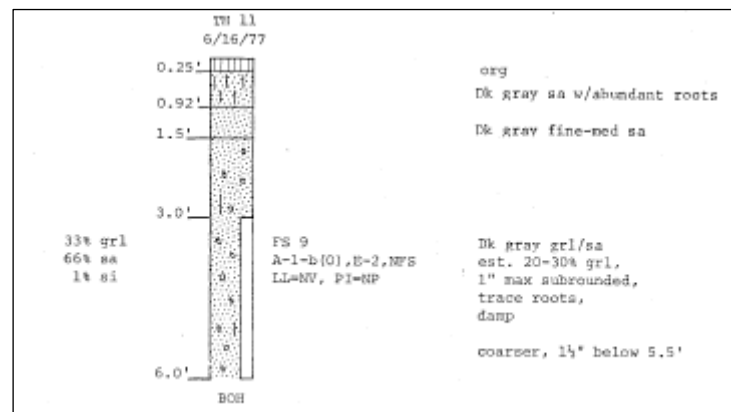 TH 11
6/16/77
0.25'
org
Dk gray sa w/abundant roots
0.92'
Dk gray fine-med sa
1.5'
3.0'
33% grl
66% sa
1% si
FS 9
A-1-b(0),E-2,NFS
LL=NV, PI=NP
Dk gray grl/sa
est. 20-30% grl,
1" max subrounded,
trace roots,
damp
coarser, 1½" below 5.5'
6.0'
BOH